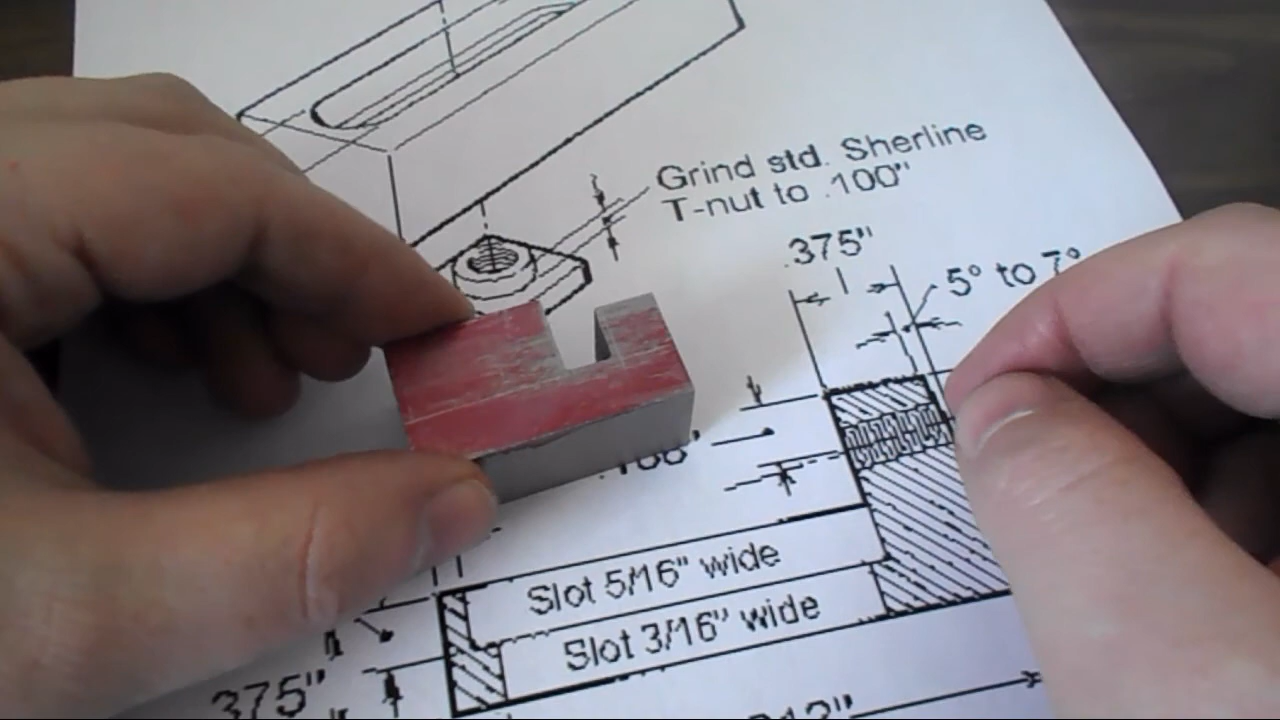 Grind std. Sherline
T-nut to .100"
.375"
5° to 7°
Slot 5/16" wide
Slot 3/16" wide
.375"